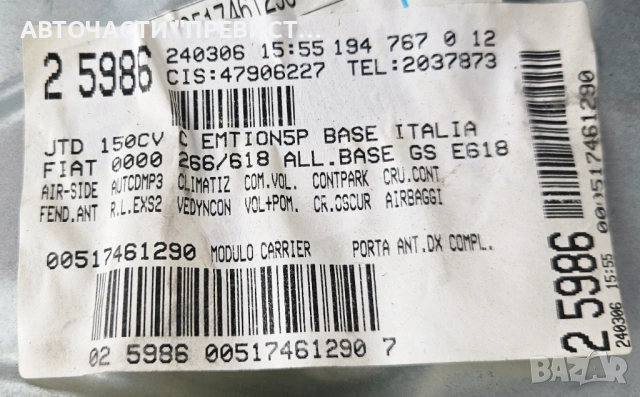 АВТОЧАСТИ
2 5986
240306 15:55 194 767 0 12
CIS:47906227 TEL:2037873
JTD 150CV C EMTION5P BASE ITALIA
FIAT 0000 266/618 ALL.BASE GS E618
AIR-SIDE AUTCDMP3 CLIMATIZ COM.VOL. CONTPARK CRU.CONT
FEND.ANT R.L.EXS2 VEDYNCON VOL+POM. CR.OSCUR AIRBAGGI
00517461290 MODULO CARRIER PORTA ANT.DX COMPL.
02 5986 00517461290 7
2 5986
240306 15:55
00517461290
BAZAR